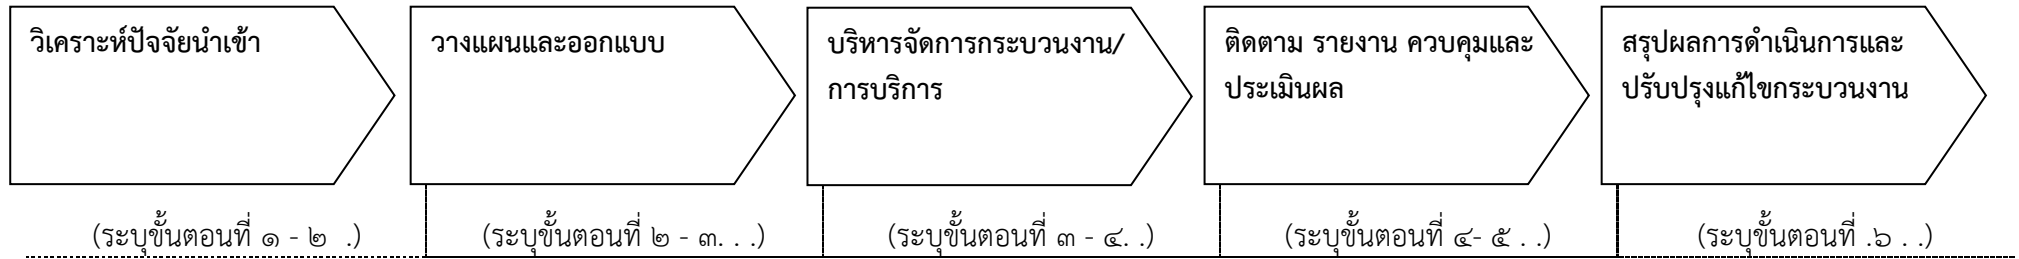 วิเคราะห์ปัจจัยนำเข้า
วางแผนและออกแบบ
บริหารจัดการกระบวนงาน/
การบริการ
ติดตาม รายงาน ควบคุมและ
ประเมินผล
สรุปผลการดำเนินการและ
ปรับปรุงแก้ไขกระบวนงาน
(ระบุขั้นตอนที่ ๑ - ๒ .)
(ระบุขั้นตอนที่ ๒ - ๓. . .)
(ระบุขั้นตอนที่ ๓ - ๔. .)
(ระบุขั้นตอนที่ ๔- ๕ . .)
(ระบุขั้นตอนที่ .๖ . .)